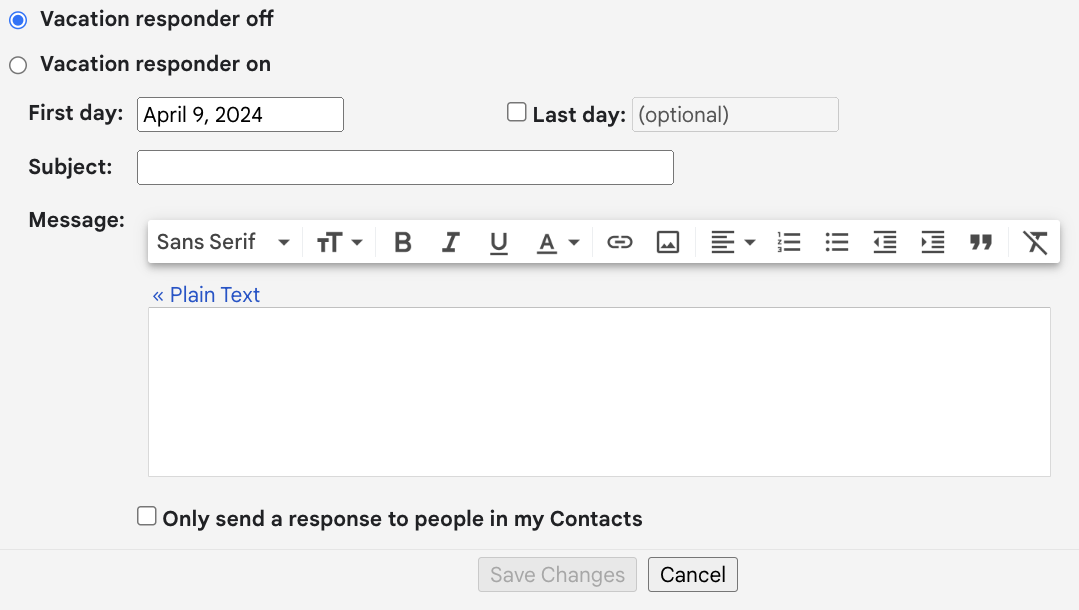 Vacation responder off
Vacation responder on
First day: April 9, 2024 Last day: (optional)
Subject:
Message:
Sans Serif
« Plain Text
Only send a response to people in my Contacts
Save Changes Cancel